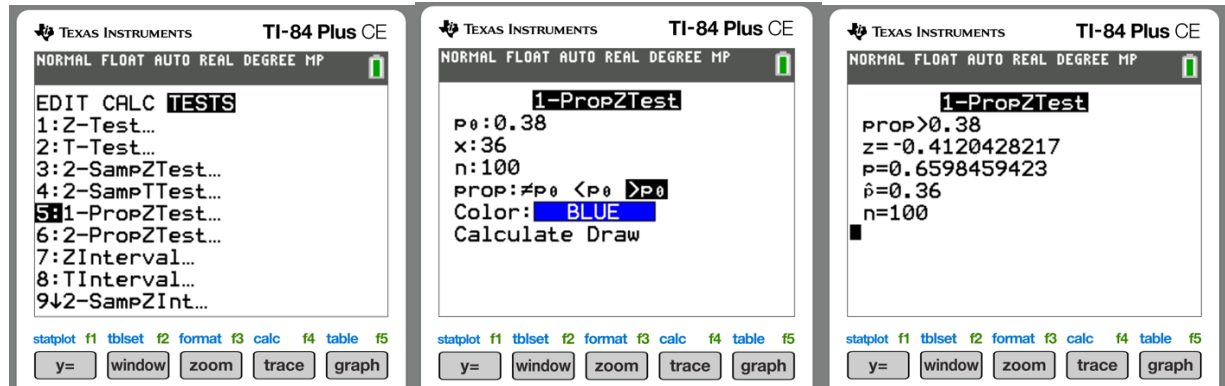 TEXAS INSTRUMENTS TI-84 Plus CE
NORMAL FLOAT AUTO REAL DEGREE MP
EDIT CALC TESTS
1:Z-Test…
2:T-Test…
3:2-SampZTest…
4:2-SampTTest…
5:1-PropZTest…
6:2-PropZTest…
7:ZInterval…
8:TInterval…
9↓2-SampZInt…
statplot f1 tblset f2 format f3 calc f4 table f5
y= window zoom trace graph
TEXAS INSTRUMENTS TI-84 Plus CE
NORMAL FLOAT AUTO REAL DEGREE MP
1-PropZTest
p₀:0.38
x:36
n:100
prop:≠p₀ <p₀ >p₀
Color: BLUE
Calculate Draw
statplot f1 tblset f2 format f3 calc f4 table f5
y= window zoom trace graph
TEXAS INSTRUMENTS TI-84 Plus CE
NORMAL FLOAT AUTO REAL DEGREE MP
1-PropZTest
prop>0.38
z=-0.4120428217
p=0.6598459423
p̂=0.36
n=100
statplot f1 tblset f2 format f3 calc f4 table f5
y= window zoom trace graph